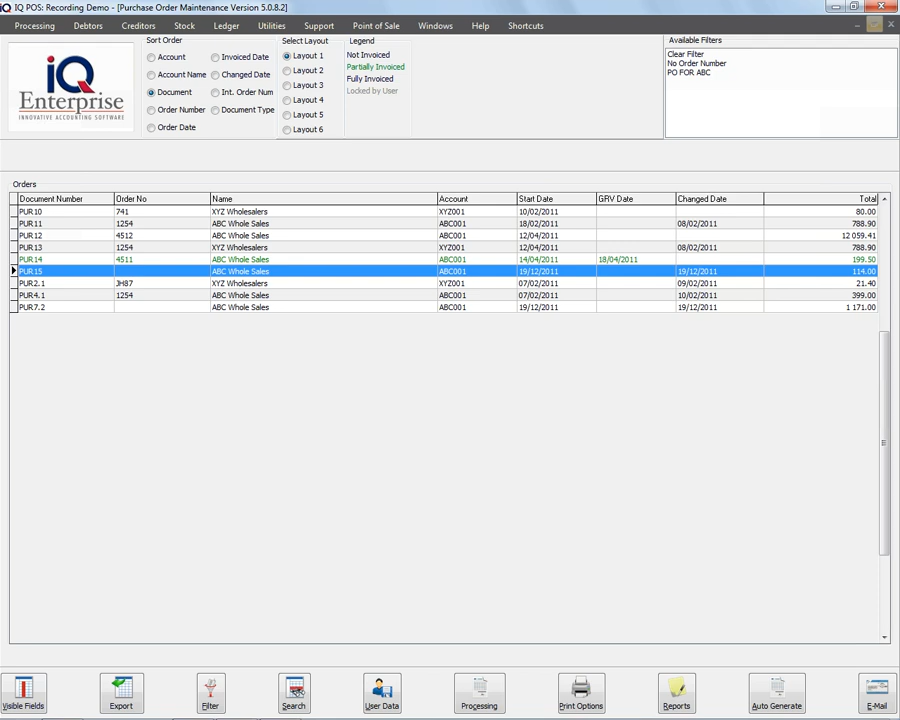 IQ POS: Recording Demo - [Purchase Order Maintenance Version 5.0.8.2]
Processing Debtors Creditors Stock Ledger Utilities Support Point of Sale Windows Help Shortcuts
iQ
Enterprise
INNOVATIVE ACCOUNTING SOFTWARE
Sort Order
Account Invoiced Date
Account Name Changed Date
Document Int. Order Num
Order Number Document Type
Order Date
Select Layout
Layout 1
Layout 2
Layout 3
Layout 4
Layout 5
Layout 6
Legend
Not Invoiced
Partially Invoiced
Fully Invoiced
Locked by User
Available Filters
Clear Filter
No Order Number
PO FOR ABC
Orders
Document Number Order No Name Account Start Date GRV Date Changed Date Total
PUR10 741 XYZ Wholesalers XYZ001 10/02/2011 80.00
PUR11 1254 ABC Whole Sales ABC001 18/02/2011 08/02/2011 788.90
PUR12 4512 ABC Whole Sales ABC001 12/04/2011 12 059.41
PUR13 1254 XYZ Wholesalers XYZ001 12/04/2011 08/02/2011 788.90
PUR14 4511 ABC Whole Sales ABC001 14/04/2011 18/04/2011 199.50
PUR15 ABC Whole Sales ABC001 19/12/2011 19/12/2011 114.00
PUR2.1 JH87 XYZ Wholesalers XYZ001 07/02/2011 09/02/2011 21.40
PUR4.1 1254 ABC Whole Sales ABC001 07/02/2011 10/02/2011 399.00
PUR7.2 ABC Whole Sales ABC001 19/12/2011 19/12/2011 1 171.00
Visible Fields Export Filter Search User Data Processing Print Options Reports Auto Generate E-Mail